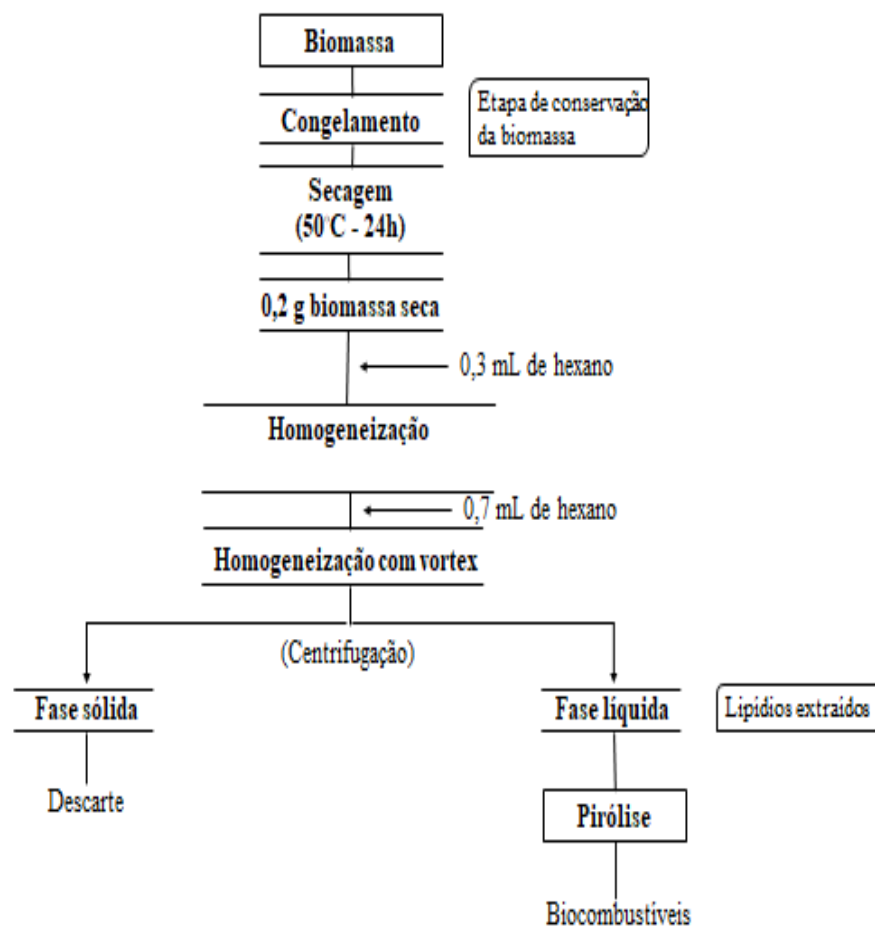 Biomassa
Congelamento
Etapa de conservação
da biomassa
Secagem
(50°C - 24h)
0,2 g biomassa seca
0,3 mL de hexano
Homogeneização
0,7 mL de hexano
Homogeneização com vortex
(Centrifugação)
Fase sólida
Fase líquida
Lipídios extraídos
Descarte
Pirólise
Biocombustíveis